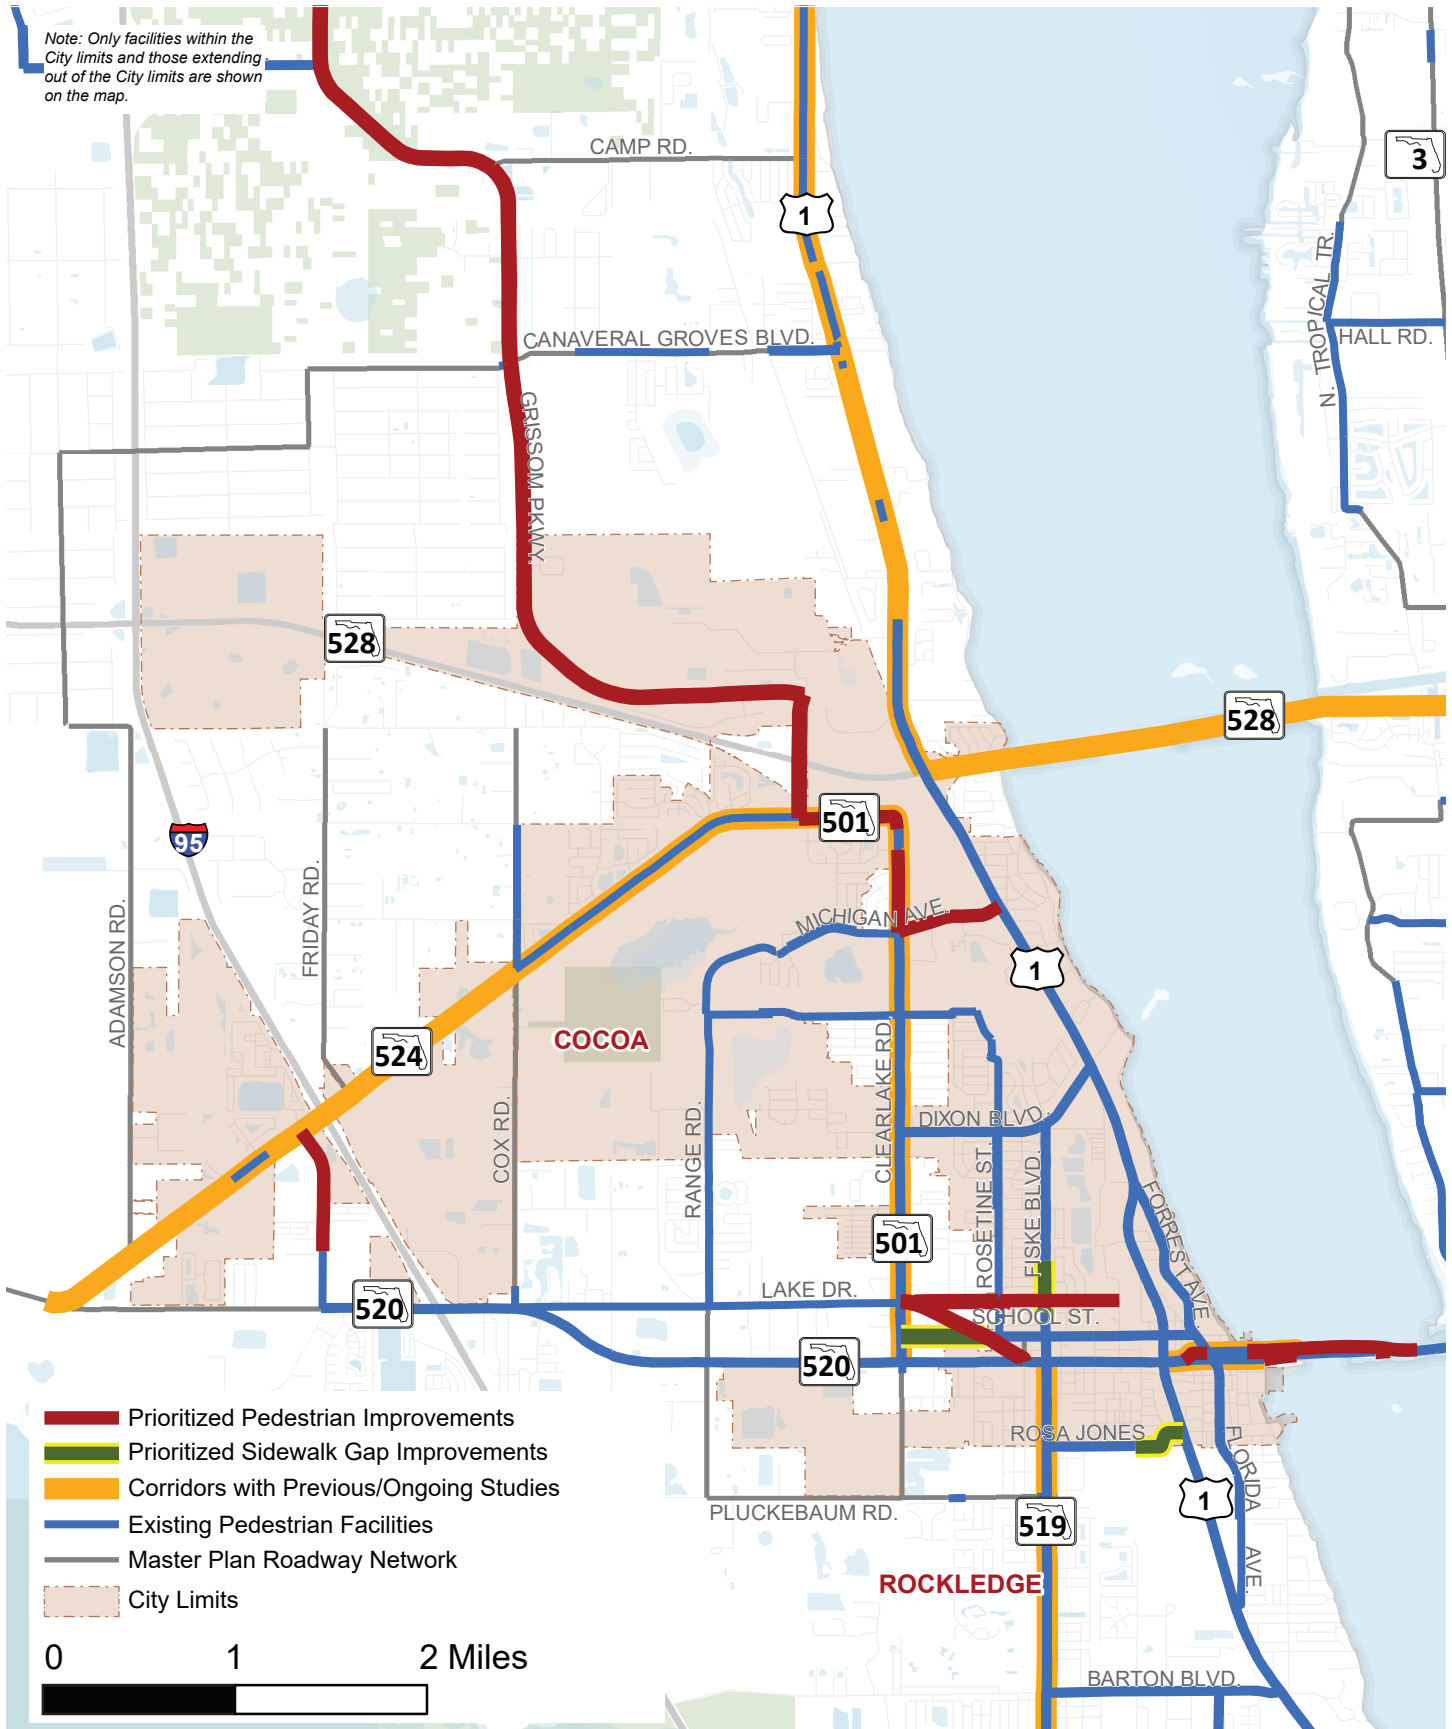 Note: Only facilities within the
City limits and those extending
out of the City limits are shown
on the map.
CAMP RD.
3
1
N. TROPICAL TR.
HALL RD.
CANAVERAL GROVES BLVD.
GRISSOM PKWY.
528
528
501
95
FRIDAY RD.
MICHIGAN AVE.
ADAMSON RD.
1
COCOA
524
CLEARLAKE RD.
COX RD.
RANGE RD.
DIXON BLVD.
ROSETINE ST.
FISKE BLVD.
FORREST AVE.
501
LAKE DR.
520
SCHOOL ST.
520
ROSA JONES
FLORIDA AVE.
1
PLUCKEBAUM RD.
519
ROCKLEDGE
BARTON BLVD.
Prioritized Pedestrian Improvements
Prioritized Sidewalk Gap Improvements
Corridors with Previous/Ongoing Studies
Existing Pedestrian Facilities
Master Plan Roadway Network
City Limits
0 1 2 Miles